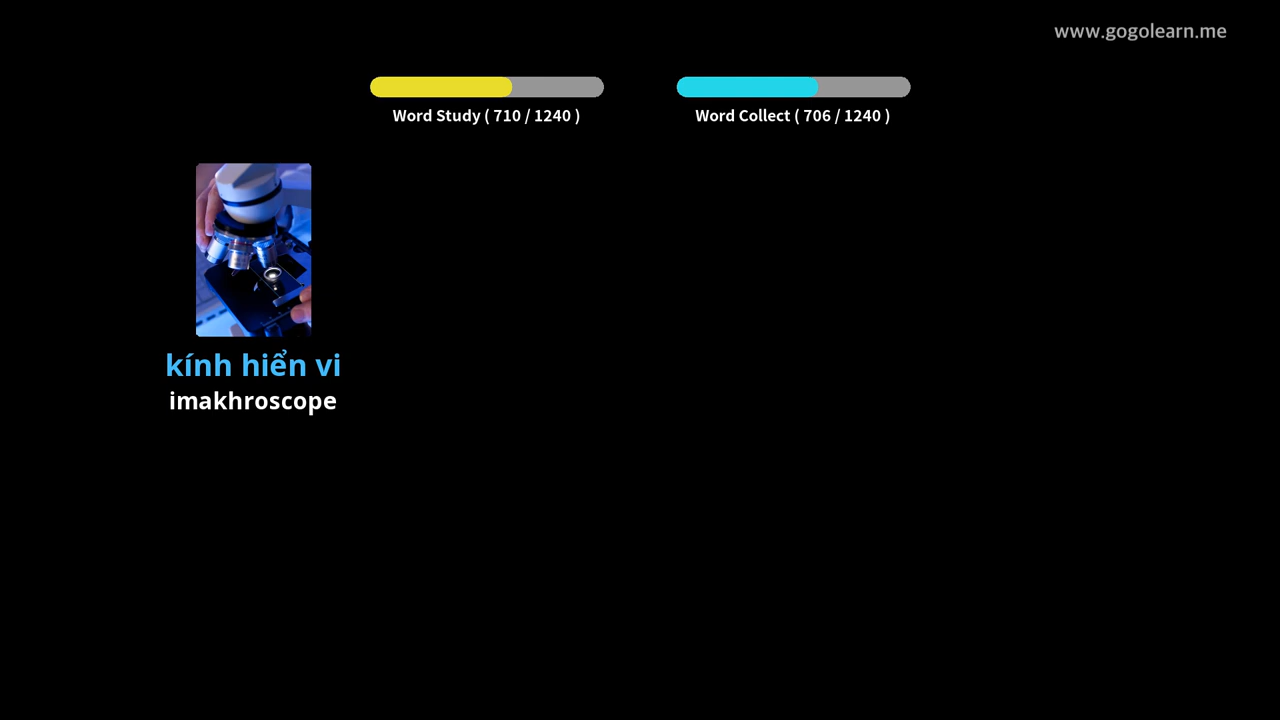 www.gogolearn.me
Word Study ( 710 / 1240 )
Word Collect ( 706 / 1240 )
kính hiển vi
imakhroscope